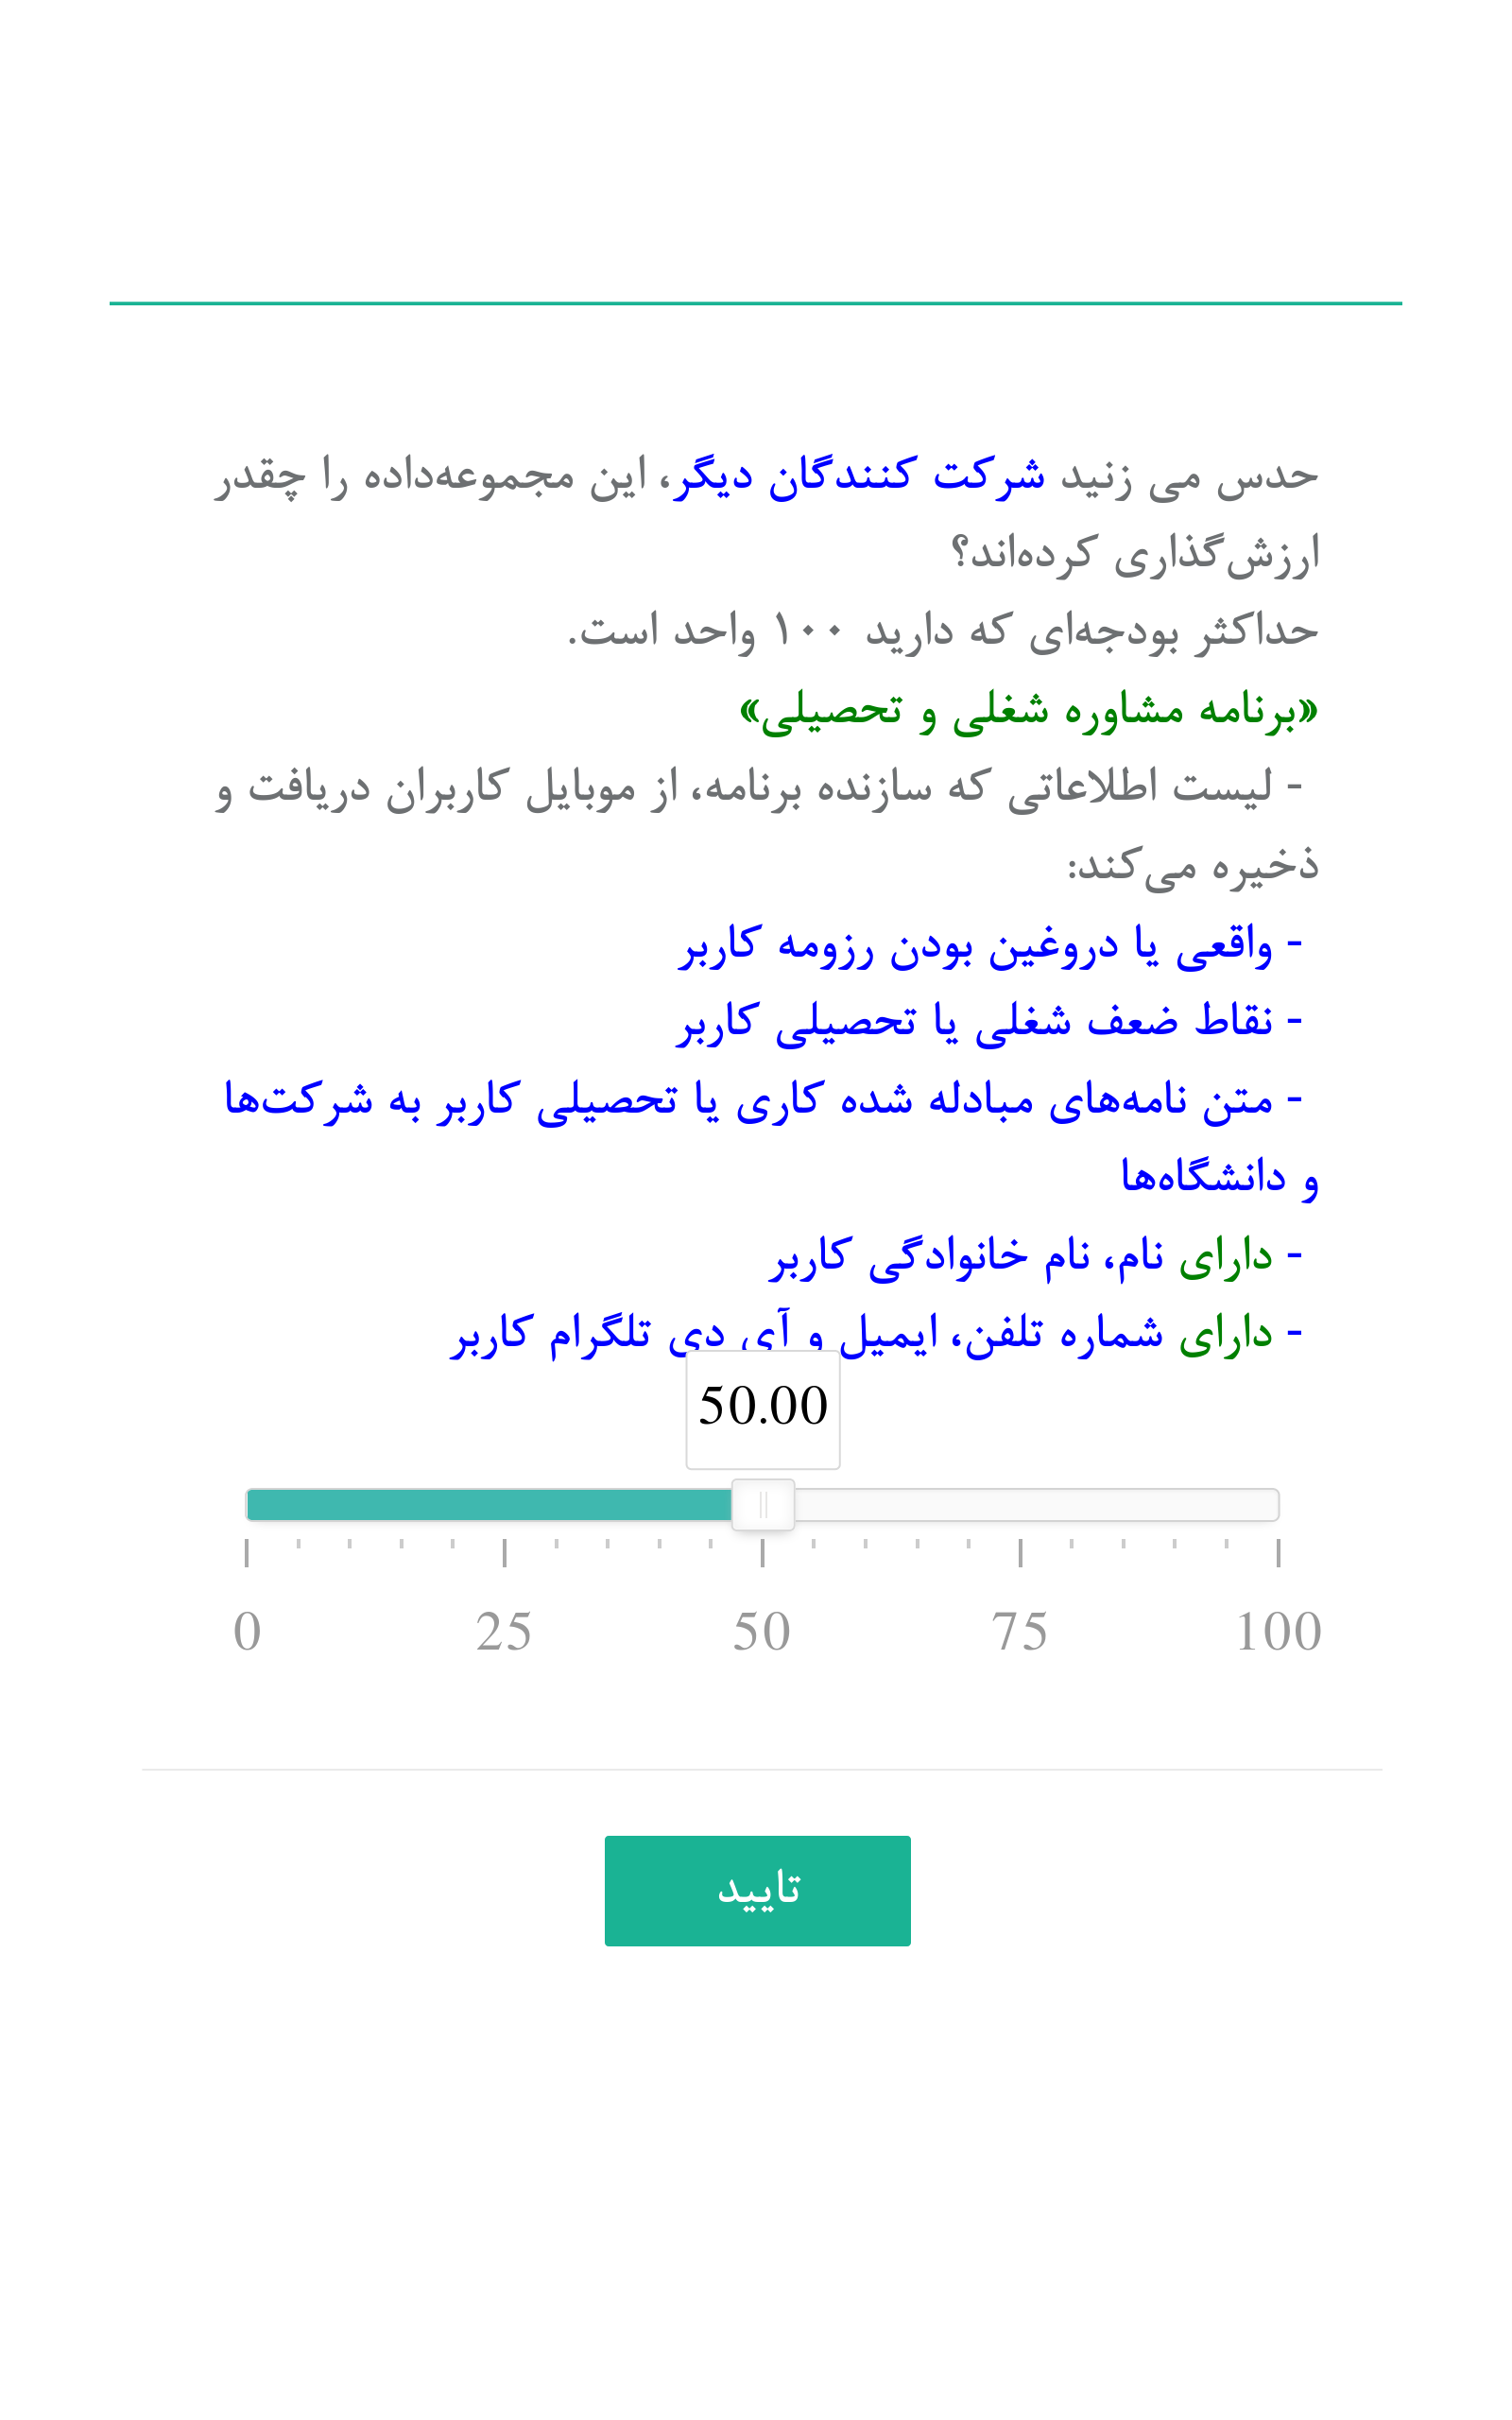 حدس می زنید شرکت کنندگان دیگر، این مجموعه‌داده را چقدر
ارزش‌گذاری کرده‌اند؟
حداکثر بودجه‌ای که دارید ۱۰۰ واحد است.
«برنامه مشاوره شغلی و تحصیلی»
- لیست اطلاعاتی که سازنده برنامه، از موبایل کاربران دریافت و
ذخیره می‌کند:
- واقعی یا دروغین بودن رزومه کاربر
- نقاط ضعف شغلی یا تحصیلی کاربر
- متن نامه‌های مبادله شده کاری یا تحصیلی کاربر به شرکت‌ها
و دانشگاه‌ها
- دارای نام، نام خانوادگی کاربر
- دارای شماره تلفن، ایمیل و آی دی تلگرام کاربر
50.00
0 25 50 75 100
تایید